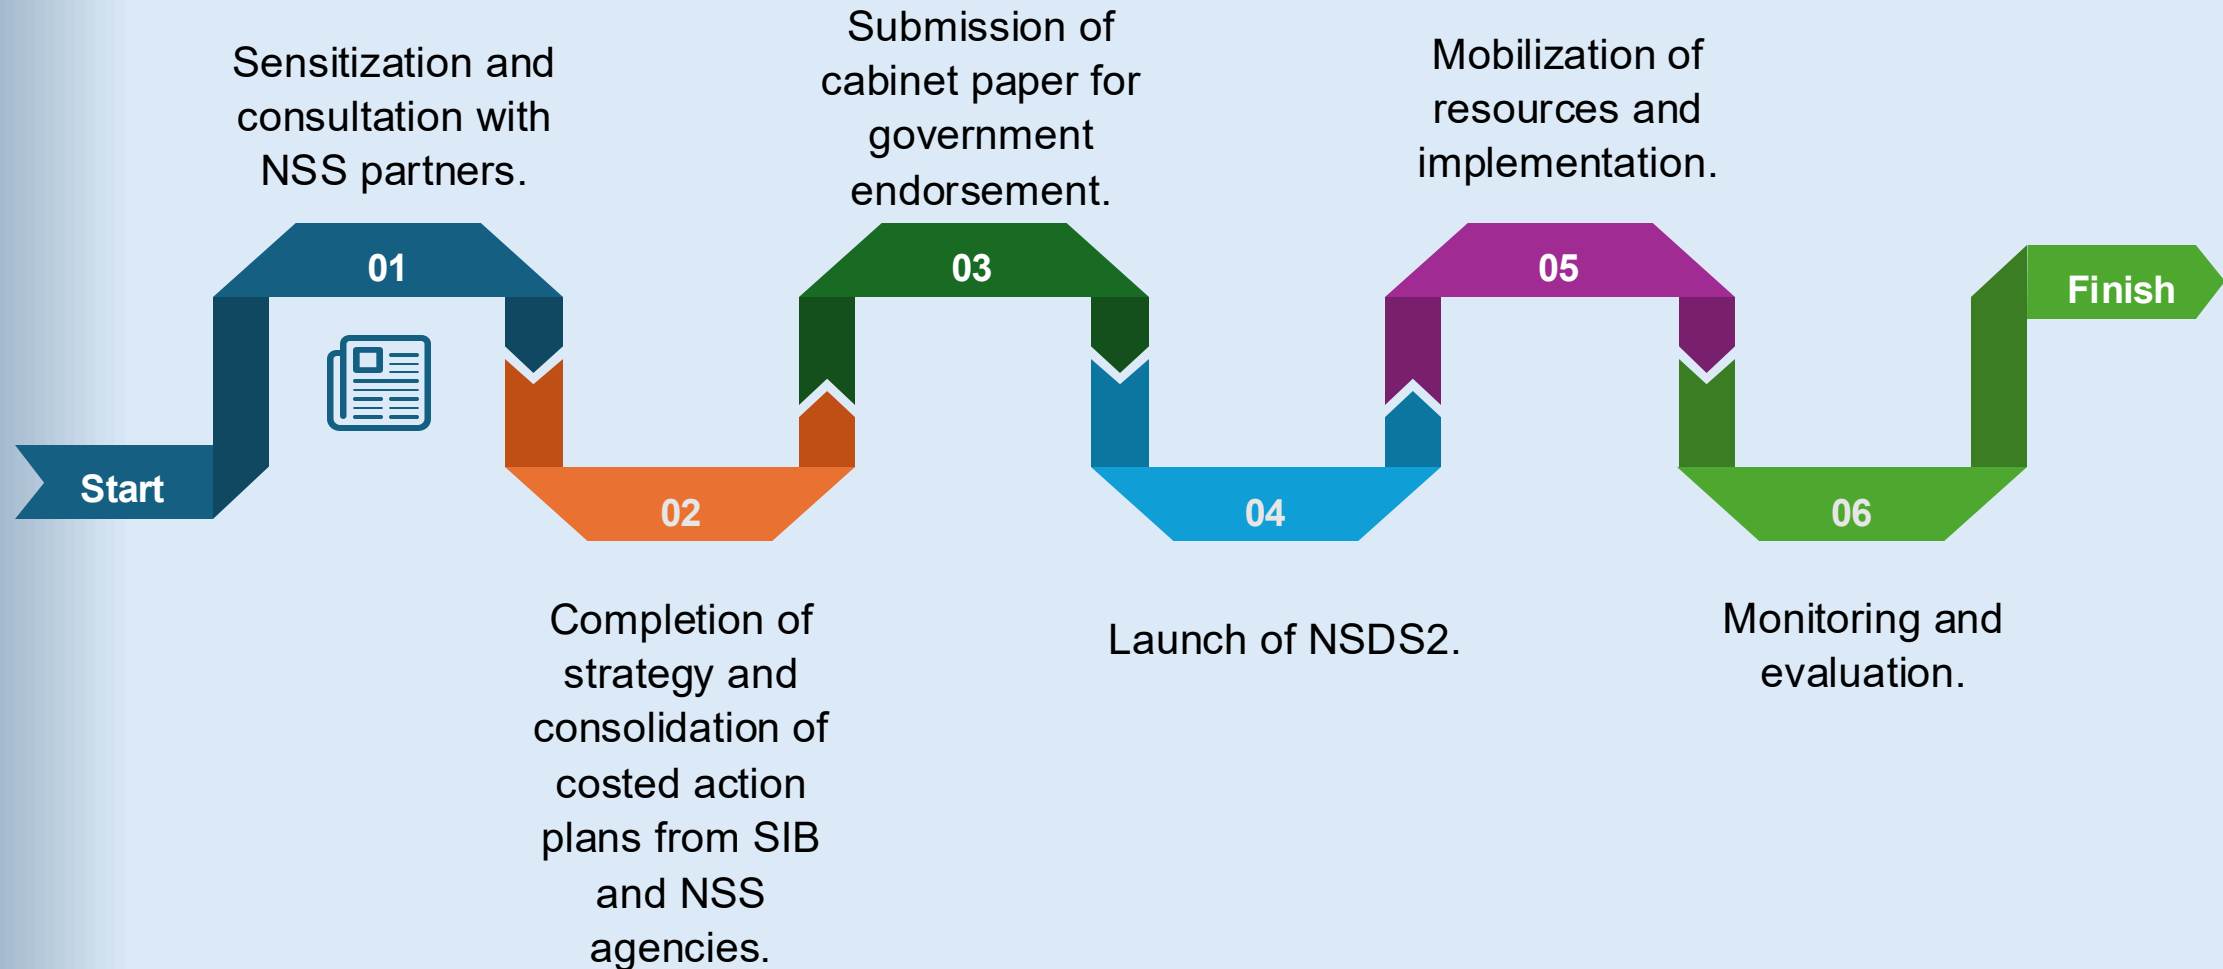 Start
Sensitization and
consultation with
NSS partners.
01
02
Completion of
strategy and
consolidation of
costed action
plans from SIB
and NSS
agencies.
Submission of
cabinet paper for
government
endorsement.
03
04
Launch of NSDS2.
Mobilization of
resources and
implementation.
05
06
Monitoring and
evaluation.
Finish